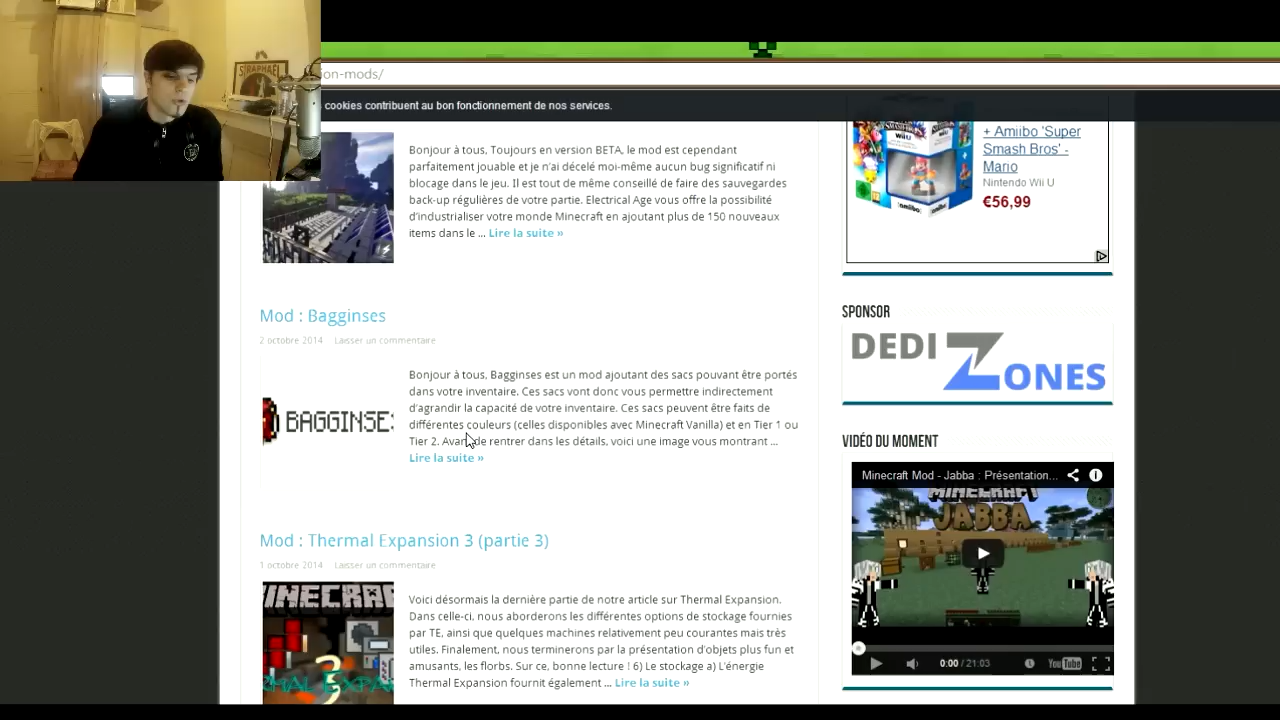 ST RAPHAËL
ion-mods/
cookies contribuent au bon fonctionnement de nos services.
Bonjour à tous, Toujours en version BETA, le mod est cependant
parfaitement jouable et je n'ai décelé moi-même aucun bug significatif ni
blocage dans le jeu. Il est tout de même conseillé de faire des sauvegardes
back-up régulières de votre partie. Electrical Age vous offre la possibilité
d'industrialiser votre monde Minecraft en ajoutant plus de 150 nouveaux
items dans le ... Lire la suite »
Mod : Bagginses
2 octobre 2014 Laisser un commentaire
BAGGINSES
Bonjour à tous, Bagginses est un mod ajoutant des sacs pouvant être portés
dans votre inventaire. Ces sacs vont donc vous permettre indirectement
d'agrandir la capacité de votre inventaire. Ces sacs peuvent être faits de
différentes couleurs (celles disponibles avec Minecraft Vanilla) et en Tier 1 ou
Tier 2. Avant de rentrer dans les détails, voici une image vous montrant ...
Lire la suite »
Mod : Thermal Expansion 3 (partie 3)
1 octobre 2014 Laisser un commentaire
INECRAF
3
MAL EXPA
Voici désormais la dernière partie de notre article sur Thermal Expansion.
Dans celle-ci, nous aborderons les différentes options de stockage fournies
par TE, ainsi que quelques machines relativement peu courantes mais très
utiles. Finalement, nous terminerons par la présentation d'objets plus fun et
amusants, les florbs. Sur ce, bonne lecture ! 6) Le stockage a) L'énergie
Thermal Expansion fournit également ... Lire la suite »
+ Amiibo 'Super
Smash Bros' -
Mario
Nintendo Wii U
€56,99
amiibo
SPONSOR
DEDI ZONES
VIDÉO DU MOMENT
Minecraft Mod - Jabba : Présentation...
MINECRAFT
JABBA
0:00 / 21:03
YouTube